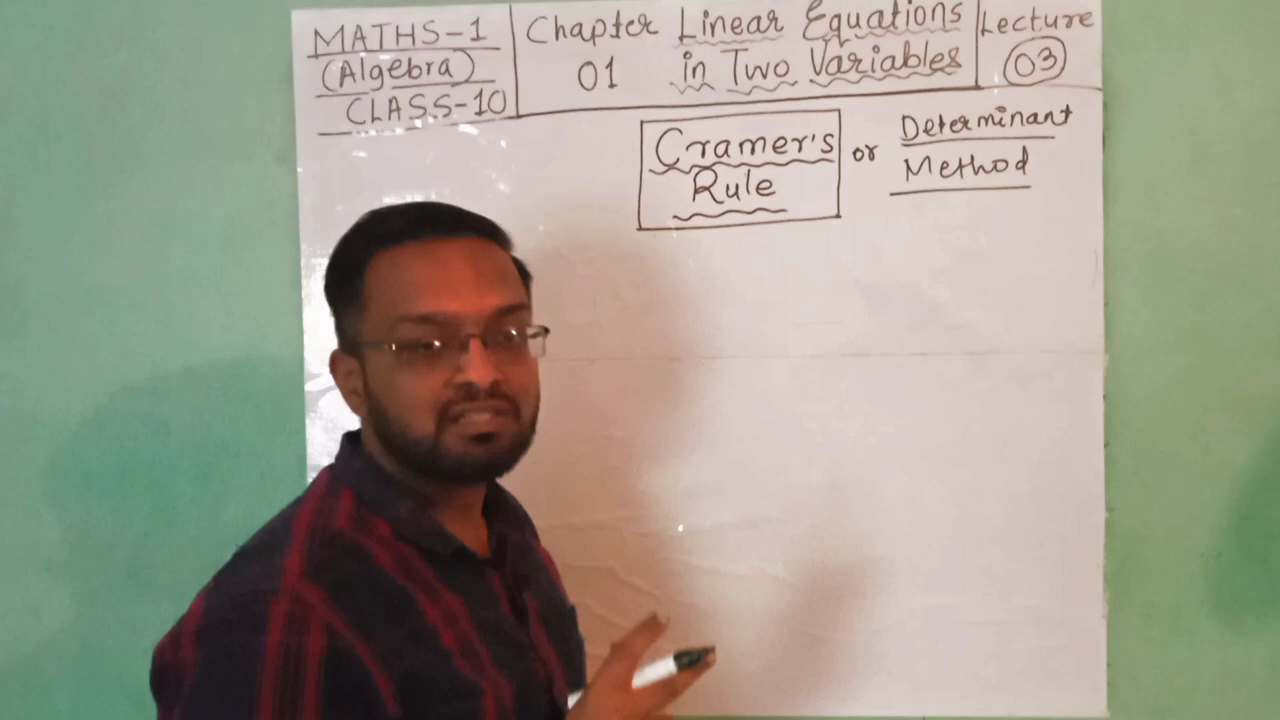 MATHS-1
(Algebra)
CLASS-10
Chapter
01
Linear Equations
in Two Variables
Lecture
03
Cramer's
Rule
or
Determinant
Method